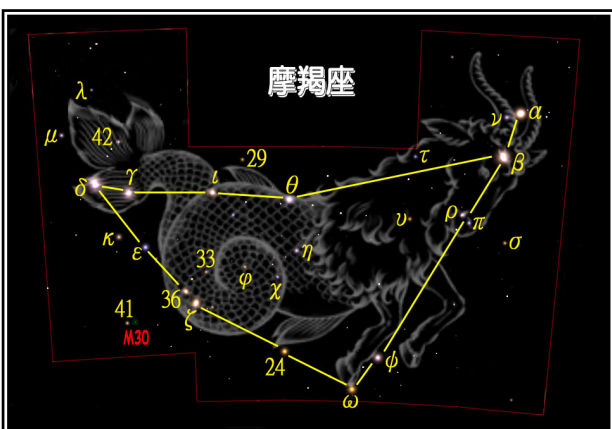 摩羯座
λ
ν
α
μ
42
29
τ
β
δ
γ
ι
θ
ρ
π
υ
κ
ε
η
σ
33
φ
χ
36
ζ
41
M30
24
ψ
ω